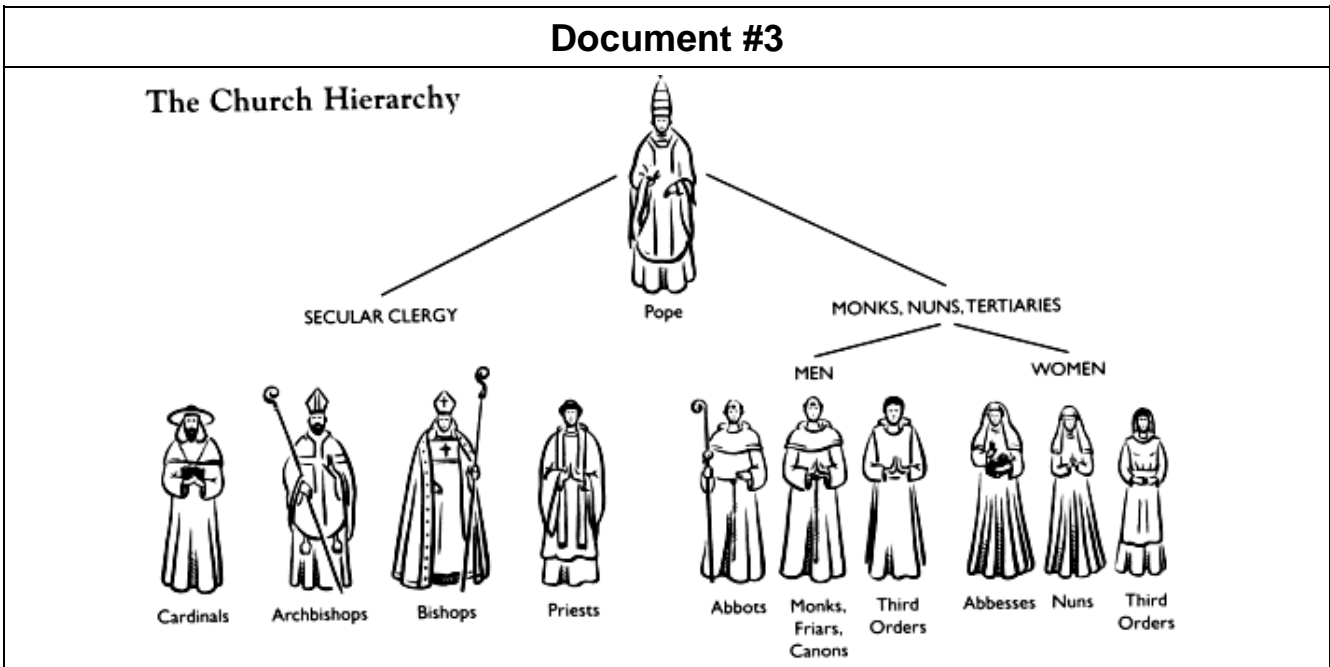 Document #3
The Church Hierarchy
Pope
SECULAR CLERGY
MONKS, NUNS, TERTIARIES
MEN
WOMEN
Cardinals
Archbishops
Bishops
Priests
Abbots
Monks,
Friars,
Canons
Third
Orders
Abbesses
Nuns
Third
Orders